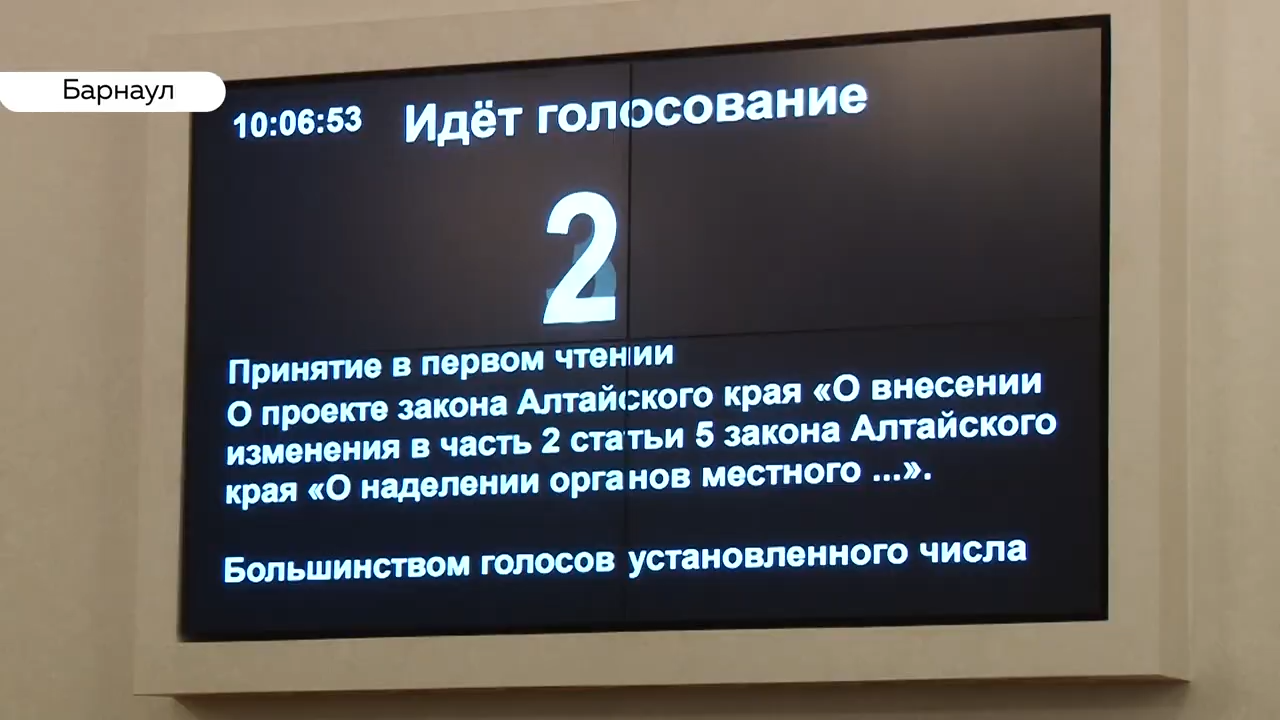 Барнаул
10:06:53 Идёт голосование
2
Принятие в первом чтении
О проекте закона Алтайского края «О внесении
изменения в часть 2 статьи 5 закона Алтайского
края «О наделении органов местного ...».
Большинством голосов установленного числа